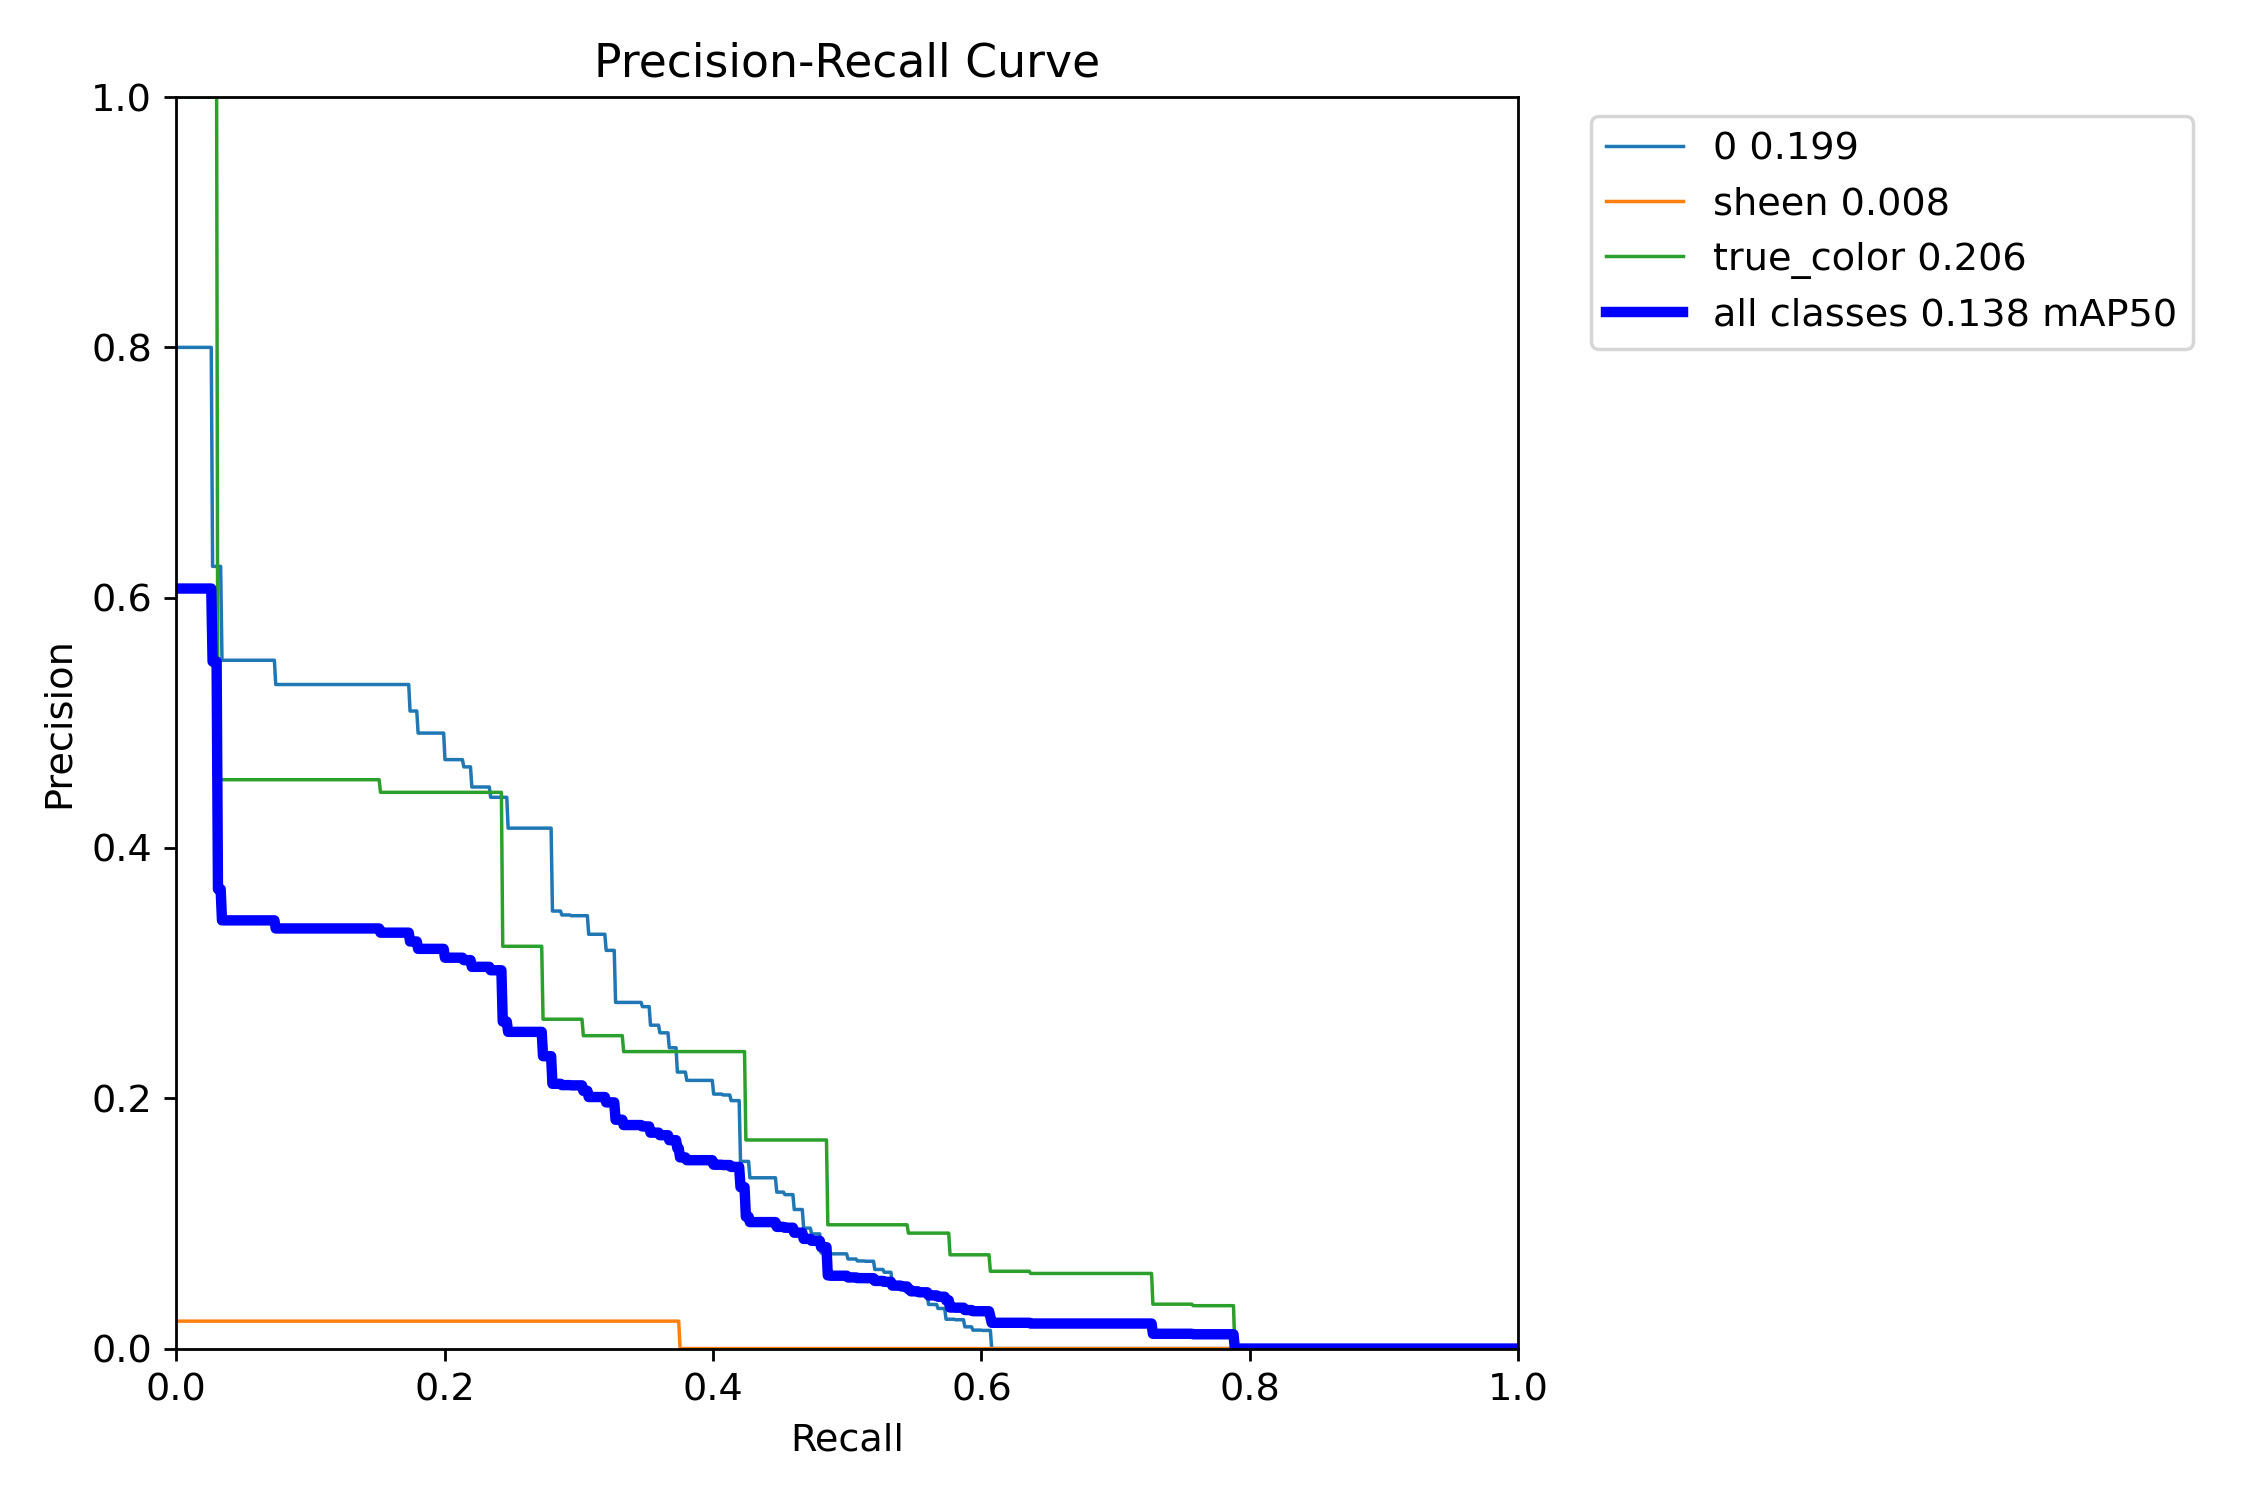 Precision-Recall Curve
1.0
0.8
0.6
0.4
0.2
0.0
Precision
0.0 0.2 0.4 0.6 0.8 1.0
Recall
0 0.199
sheen 0.008
true_color 0.206
all classes 0.138 mAP50